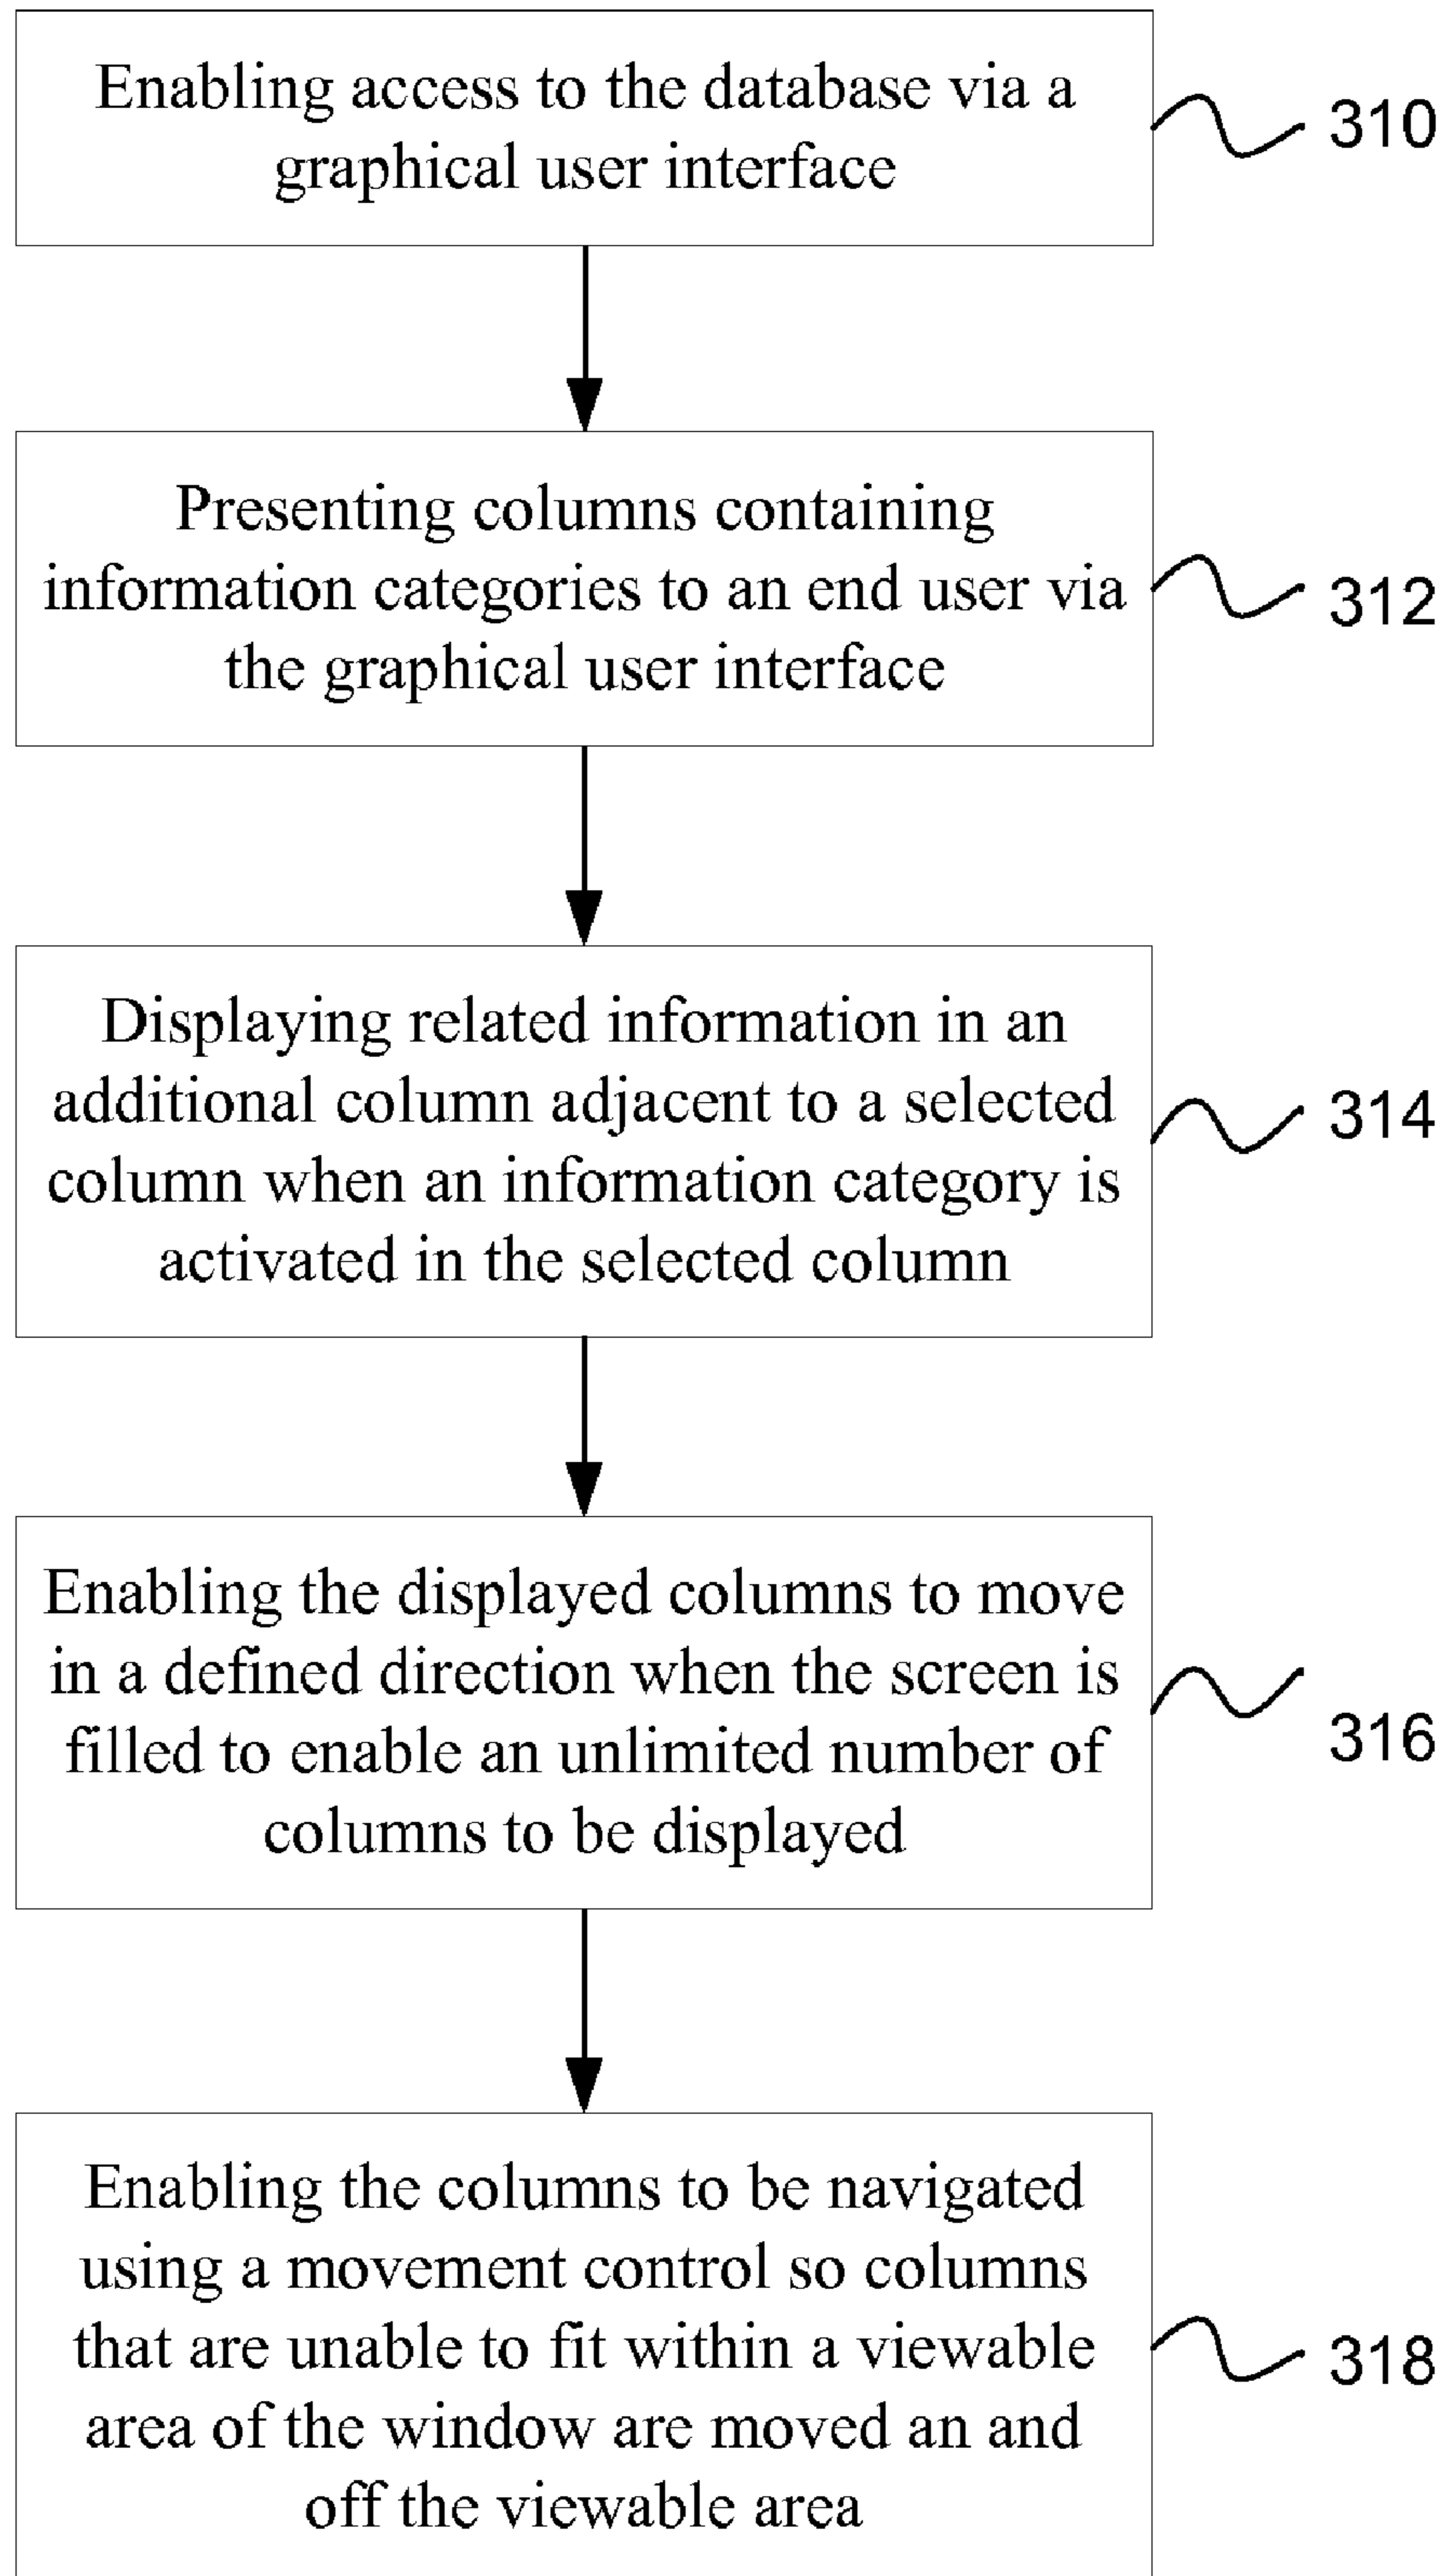 Enabling access to the database via a
graphical user interface
310
Presenting columns containing
information categories to an end user via
the graphical user interface
312
Displaying related information in an
additional column adjacent to a selected
column when an information category is
activated in the selected column
314
Enabling the displayed columns to move
in a defined direction when the screen is
filled to enable an unlimited number of
columns to be displayed
316
Enabling the columns to be navigated
using a movement control so columns
that are unable to fit within a viewable
area of the window are moved an and
off the viewable area
318